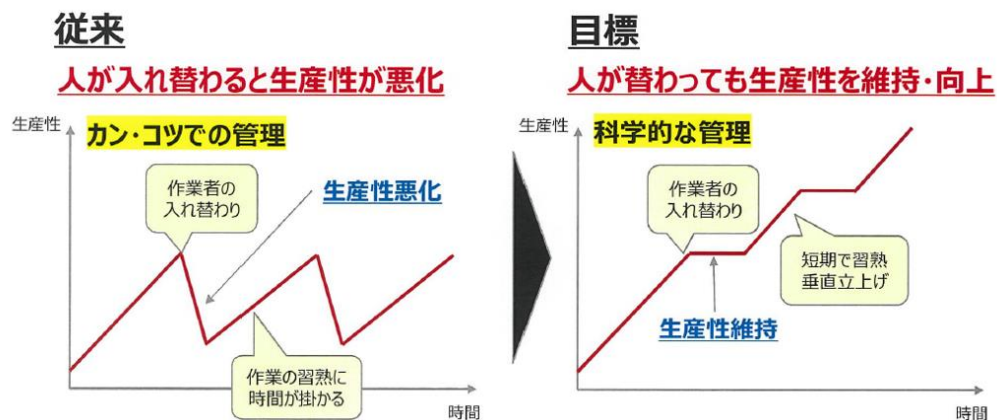 従来
人が入れ替わると生産性が悪化
生産性
カン・コツでの管理
作業者の
入れ替わり
生産性悪化
作業の習熟に
時間が掛かる
時間
目標
人が替わっても生産性を維持・向上
生産性
科学的な管理
作業者の
入れ替わり
短期で習熟
垂直立上げ
生産性維持
時間